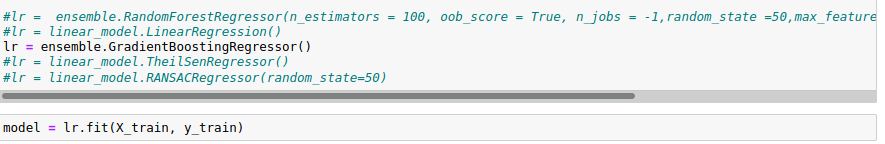 #lr =  ensemble.RandomForestRegressor(n_estimators = 100, oob_score = True, n_jobs = -1,random_state =50,max_feature
#lr = linear_model.LinearRegression()
lr = ensemble.GradientBoostingRegressor()
#lr = linear_model.TheilSenRegressor()
#lr = linear_model.RANSACRegressor(random_state=50)
model = lr.fit(X_train, y_train)